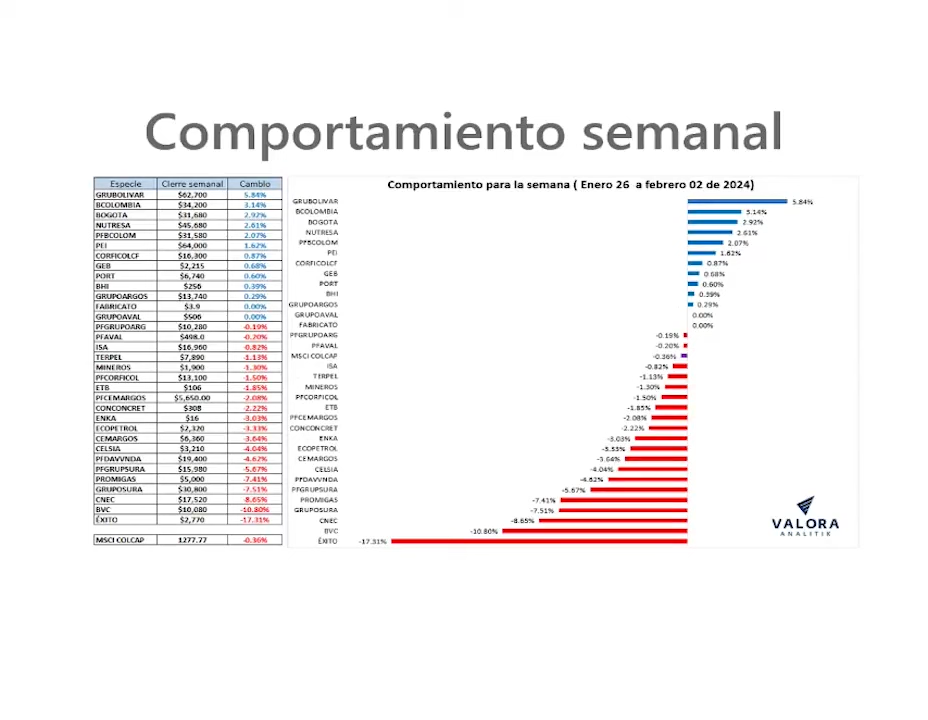 Comportamiento semanal
Especie Cierre semanal Cambio
GRUBOLIVAR $62,700 5.84%
BCOLOMBIA $34,200 3.14%
BOGOTA $31,680 2.92%
NUTRESA $45,680 2.61%
PFBCOLOM $31,580 2.07%
PEI $64,000 1.62%
CORFICOLCF $16,300 0.87%
GEB $2,215 0.68%
PORT $6,740 0.60%
BHI $256 0.39%
GRUPOARGOS $13,740 0.29%
FABRICATO $3.9 0.00%
GRUPOAVAL $506 0.00%
PFGRUPOARG $10,280 -0.19%
PFAVAL $498.0 -0.20%
ISA $16,960 -0.82%
TERPEL $7,890 -1.13%
MINEROS $1,900 -1.30%
PFCORFICOL $13,100 -1.50%
ETB $106 -1.85%
PFCEMARGOS $5,650.00 -2.08%
CONCONCRET $308 -2.22%
ENKA $16 -3.03%
ECOPETROL $2,320 -3.33%
CEMARGOS $6,360 -3.64%
CELSIA $3,210 -4.04%
PFDAVVNDA $19,400 -4.62%
PFGRUPSURA $15,980 -5.67%
PROMIGAS $5,000 -7.41%
GRUPOSURA $30,800 -7.51%
CNEC $17,520 -8.65%
BVC $10,080 -10.80%
ÉXITO $2,770 -17.31%
MSCI COLCAP 1277.77 -0.36%
Comportamiento para la semana ( Enero 26 a febrero 02 de 2024)
GRUBOLIVAR 5.84%
BCOLOMBIA 3.14%
BOGOTA 2.92%
NUTRESA 2.61%
PFBCOLOM 2.07%
PEI 1.62%
CORFICOLCF 0.87%
GEB 0.68%
PORT 0.60%
BHI 0.39%
GRUPOARGOS 0.29%
GRUPOAVAL 0.00%
FABRICATO 0.00%
PFGRUPOARG -0.19%
PFAVAL -0.20%
MSCI COLCAP -0.36%
ISA -0.82%
TERPEL -1.13%
MINEROS -1.30%
PFCORFICOL -1.50%
ETB -1.85%
PFCEMARGOS -2.08%
CONCONCRET -2.22%
ENKA -3.03%
ECOPETROL -3.33%
CEMARGOS -3.64%
CELSIA -4.04%
PFDAVVNDA -4.62%
PFGRUPSURA -5.67%
PROMIGAS -7.41%
GRUPOSURA -7.51%
CNEC -8.65%
BVC -10.80%
ÉXITO -17.31%
VALORA
ANALITIK